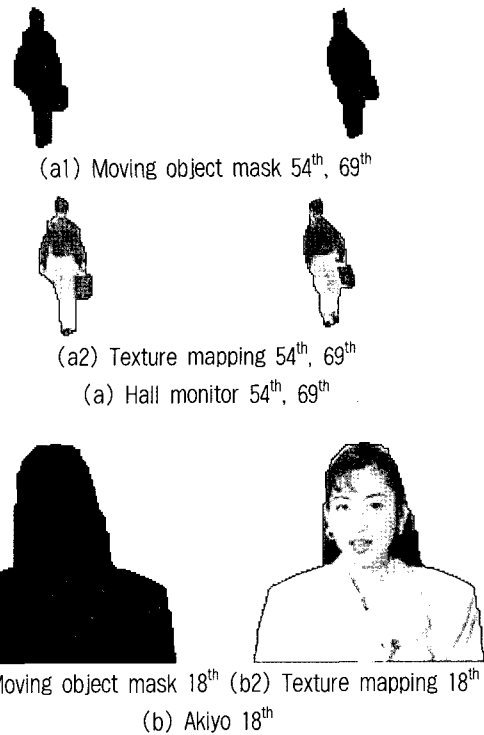 (a1) Moving object mask 54th, 69th
(a2) Texture mapping 54th, 69th
(a) Hall monitor 54th, 69th
Moving object mask 18th (b2) Texture mapping 18th
(b) Akiyo 18th